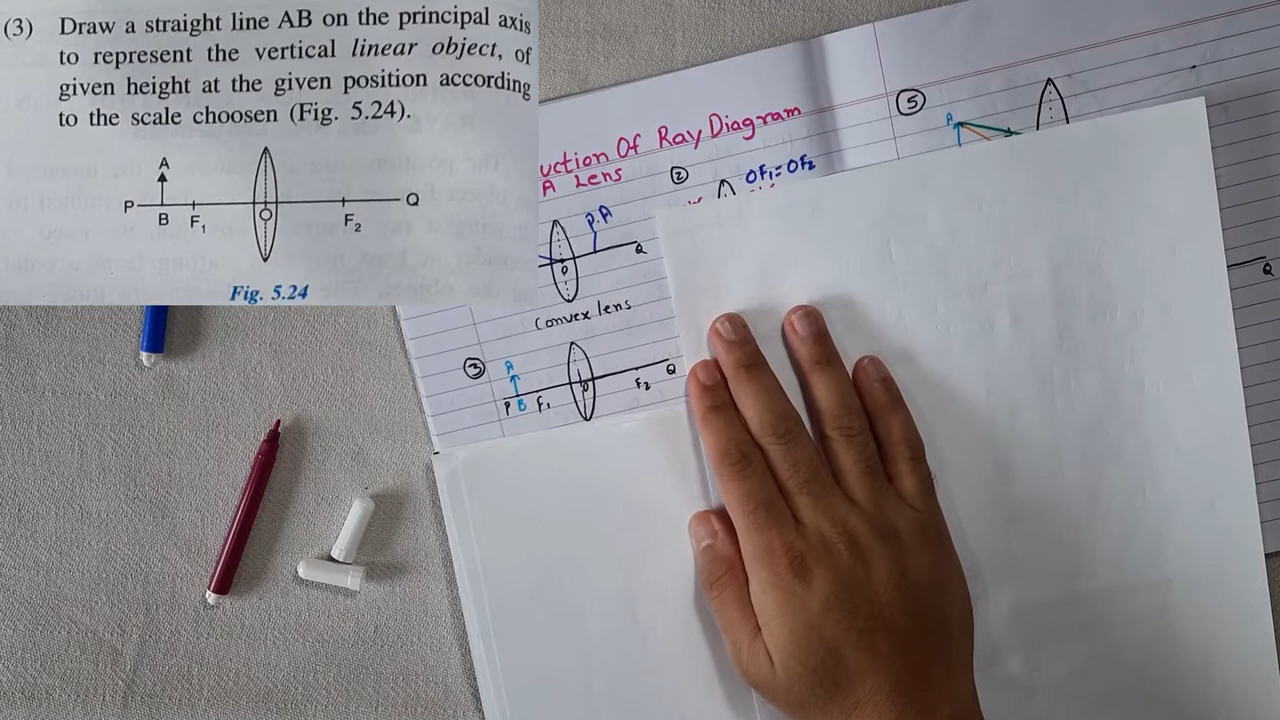 (3) Draw a straight line AB on the principal axis
to represent the vertical linear object, of
given height at the given position according
to the scale choosen (Fig. 5.24).
A
P
B
F₁
O
F₂
Q
Fig. 5.24
uction Of Ray Diagram
A Lens
P.A
O
Q
Convex lens
② OF₁=OF₂
③
A
P B F₁
O
F₂
Q
⑤
A
Q